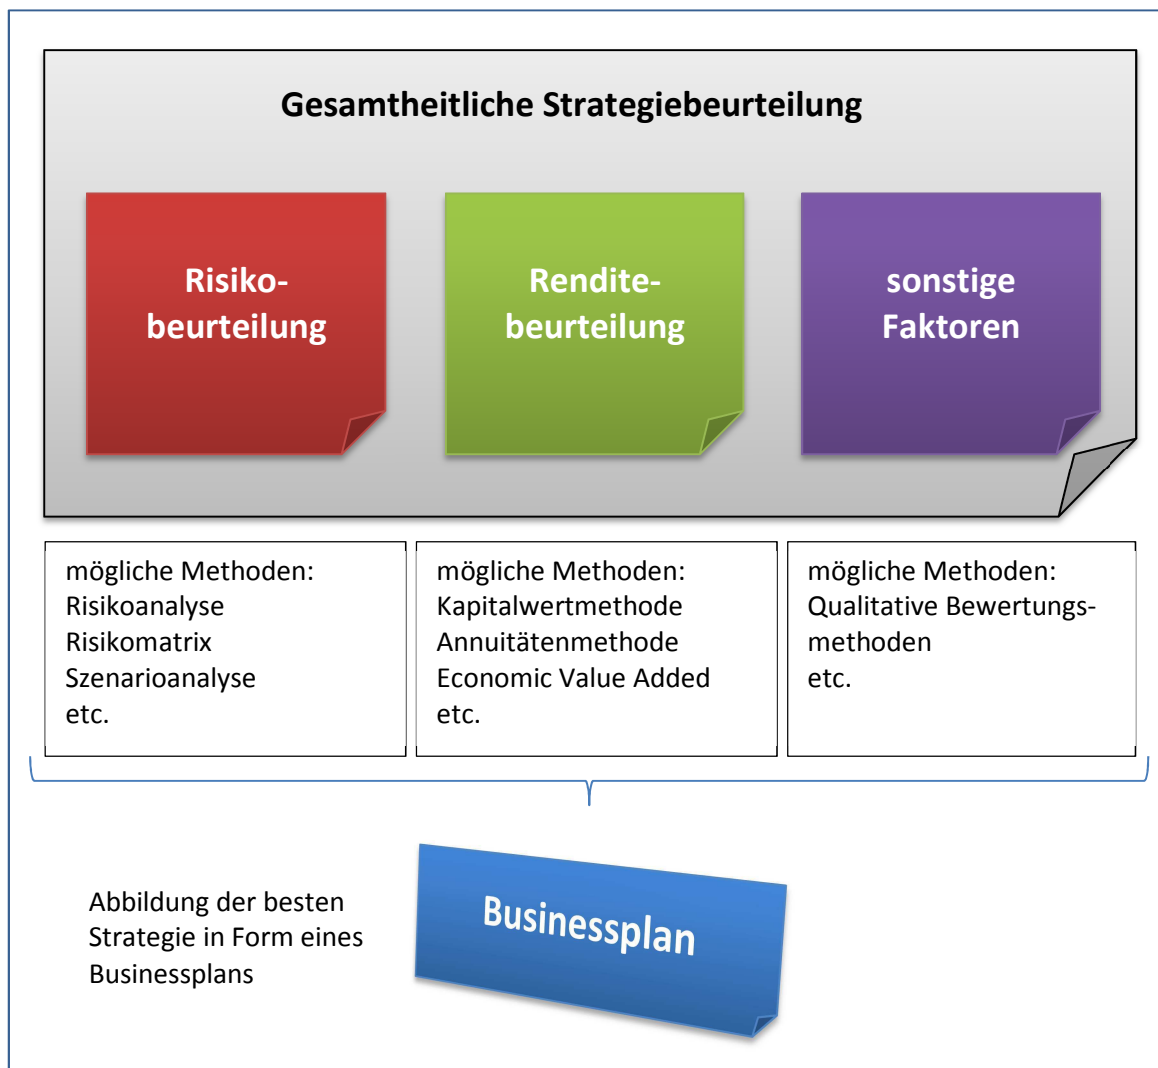 Gesamtheitliche Strategiebeurteilung
Risiko-
beurteilung
Rendite-
beurteilung
sonstige
Faktoren
mögliche Methoden:
Risikoanalyse
Risikomatrix
Szenarioanalyse
etc.
mögliche Methoden:
Kapitalwertmethode
Annuitätenmethode
Economic Value Added
etc.
mögliche Methoden:
Qualitative Bewertungs-
methoden
etc.
Abbildung der besten
Strategie in Form eines
Businessplans
Businessplan